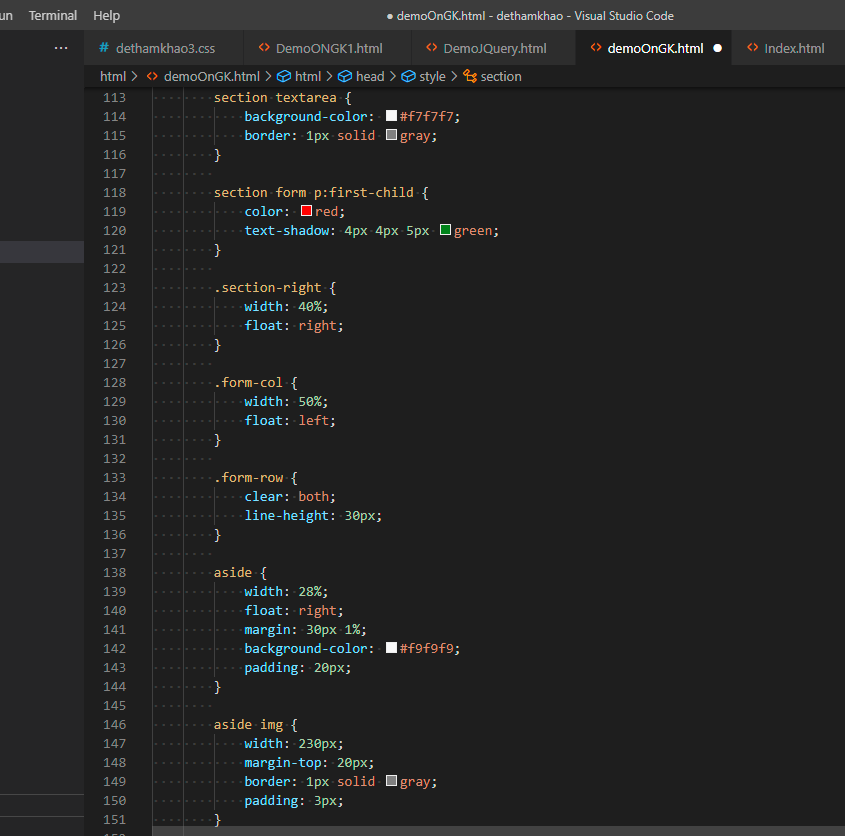 un Terminal Help ● demoOnGK.html - dethamkhao - Visual Studio Code
... # dethamkhao3.css <> DemoONGK1.html <> DemoJQuery.html <> demoOnGK.html ● <> Index.html
html > <> demoOnGK.html > html > head > style > section
113 section textarea {
114 background-color: #f7f7f7;
115 border: 1px solid gray;
116 }
117
118 section form p:first-child {
119 color: red;
120 text-shadow: 4px 4px 5px green;
121 }
122
123 .section-right {
124 width: 40%;
125 float: right;
126 }
127
128 .form-col {
129 width: 50%;
130 float: left;
131 }
132
133 .form-row {
134 clear: both;
135 line-height: 30px;
136 }
137
138 aside {
139 width: 28%;
140 float: right;
141 margin: 30px 1%;
142 background-color: #f9f9f9;
143 padding: 20px;
144 }
145
146 aside img {
147 width: 230px;
148 margin-top: 20px;
149 border: 1px solid gray;
150 padding: 3px;
151 }